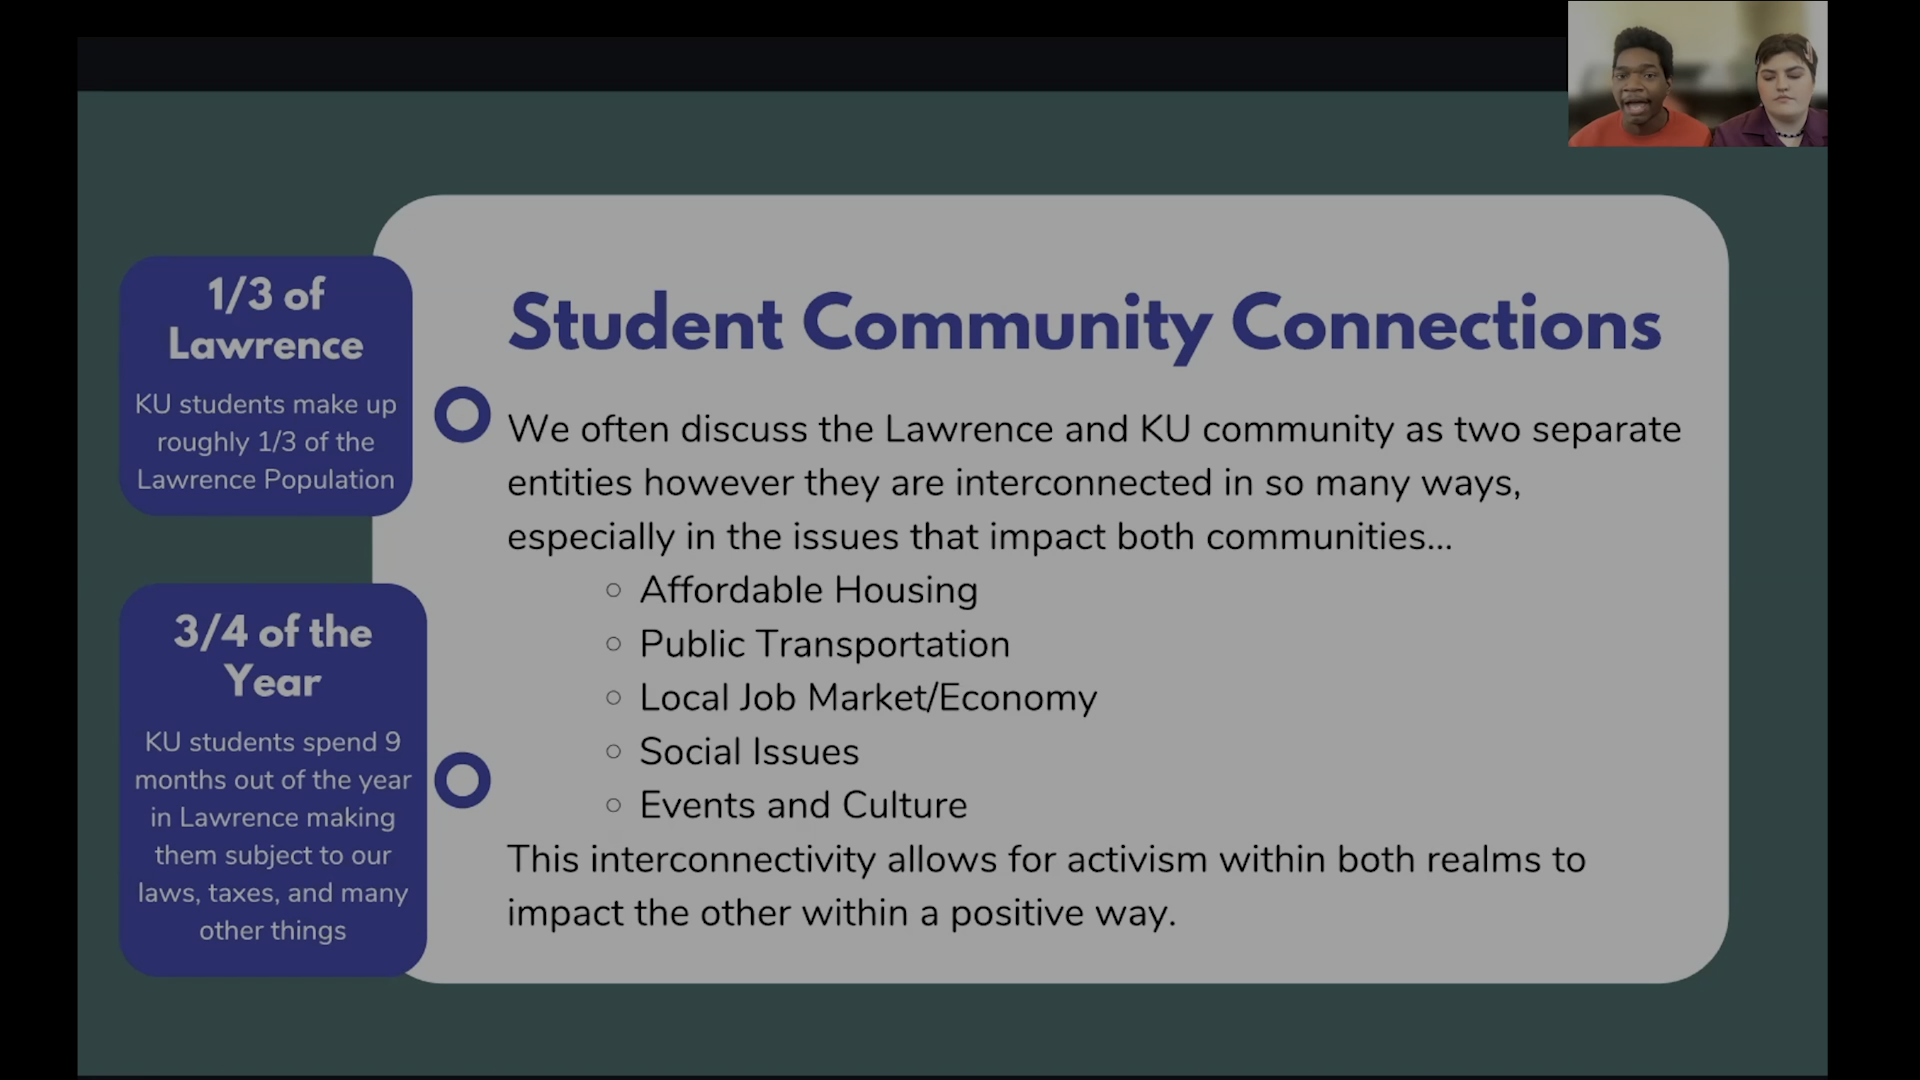 1/3 of
Lawrence
KU students make up
roughly 1/3 of the
Lawrence Population
3/4 of the
Year
KU students spend 9
months out of the year
in Lawrence making
them subject to our
laws, taxes, and many
other things
Student Community Connections
We often discuss the Lawrence and KU community as two separate
entities however they are interconnected in so many ways,
especially in the issues that impact both communities...
Affordable Housing
Public Transportation
Local Job Market/Economy
Social Issues
Events and Culture
This interconnectivity allows for activism within both realms to
impact the other within a positive way.